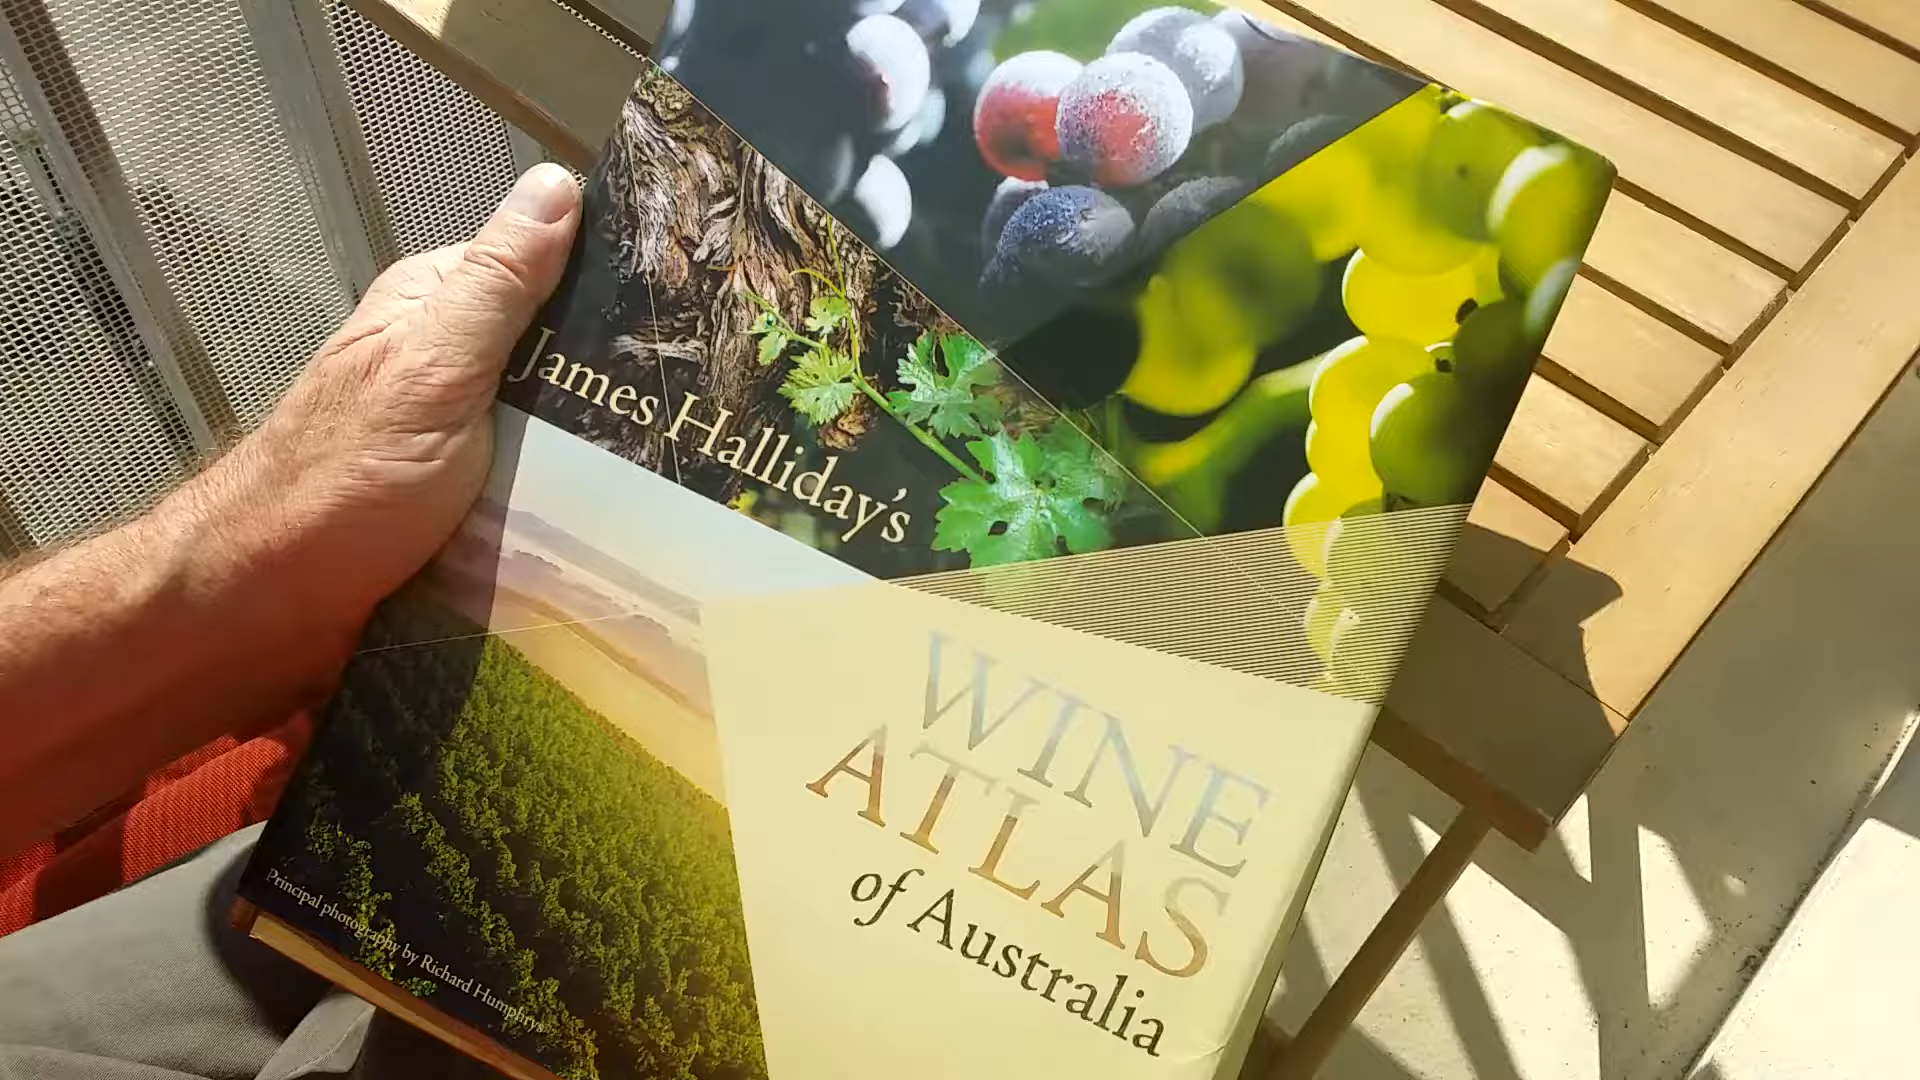 James Halliday's
WINE
ATLAS
of Australia
Principal photography by Richard Humphrys